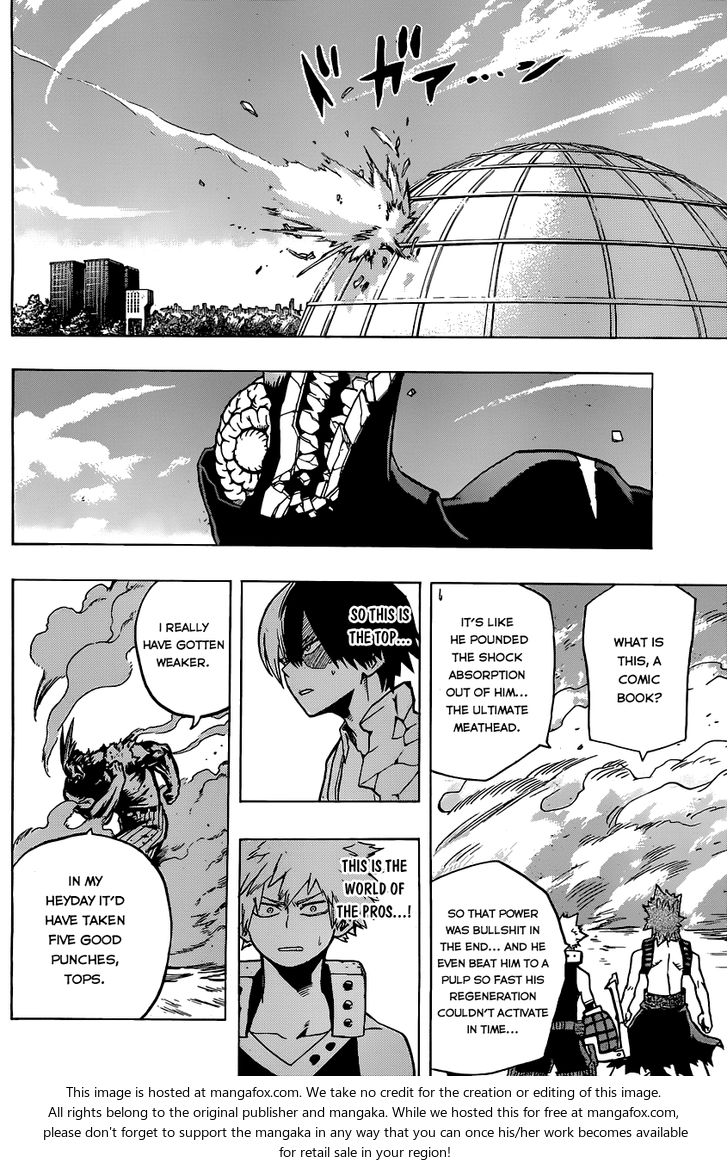 ドガァ…ン
WHAT IS
THIS, A
COMIC
BOOK?
IT'S LIKE
HE POUNDED
THE SHOCK
ABSORPTION
OUT OF HIM...
THE ULTIMATE
MEATHEAD.
SO THAT POWER
WAS BULLSHIT IN
THE END... AND HE
EVEN BEAT HIM TO A
PULP SO FAST HIS
REGENERATION
COULDN'T ACTIVATE
IN TIME...
SO THIS IS
THE TOP...
THIS IS THE
WORLD OF
THE PROS...!
I REALLY
HAVE GOTTEN
WEAKER.
IN MY
HEYDAY IT'D
HAVE TAKEN
FIVE GOOD
PUNCHES,
TOPS.
This image is hosted at mangafox.com. We take no credit for the creation or editing of this image.
All rights belong to the original publisher and mangaka. While we hosted this for free at mangafox.com,
please don't forget to support the mangaka in any way that you can once his/her work becomes available
for retail sale in your region!